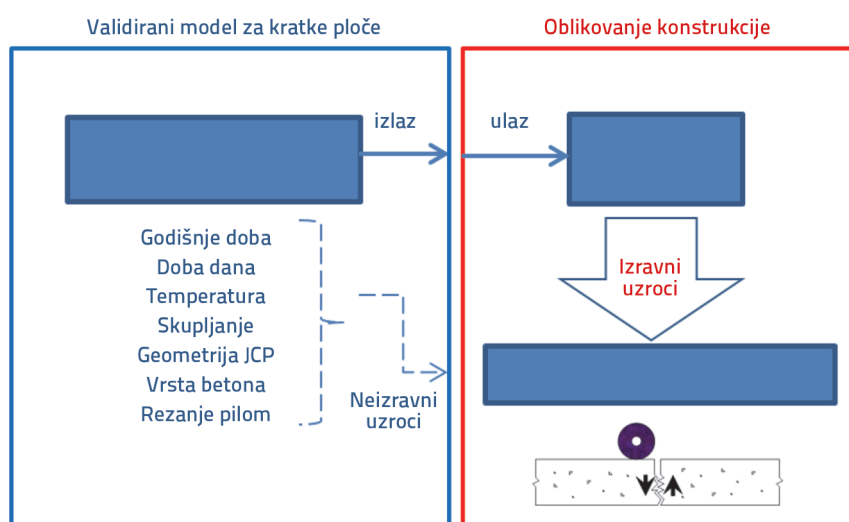 Validirani model za kratke ploče
Oblikovanje konstrukcije
izlaz
ulaz
Godišnje doba
Doba dana
Temperatura
Skupljanje
Geometrija JCP
Vrsta betona
Rezanje pilom
Neizravni
uzroci
Izravni
uzroci